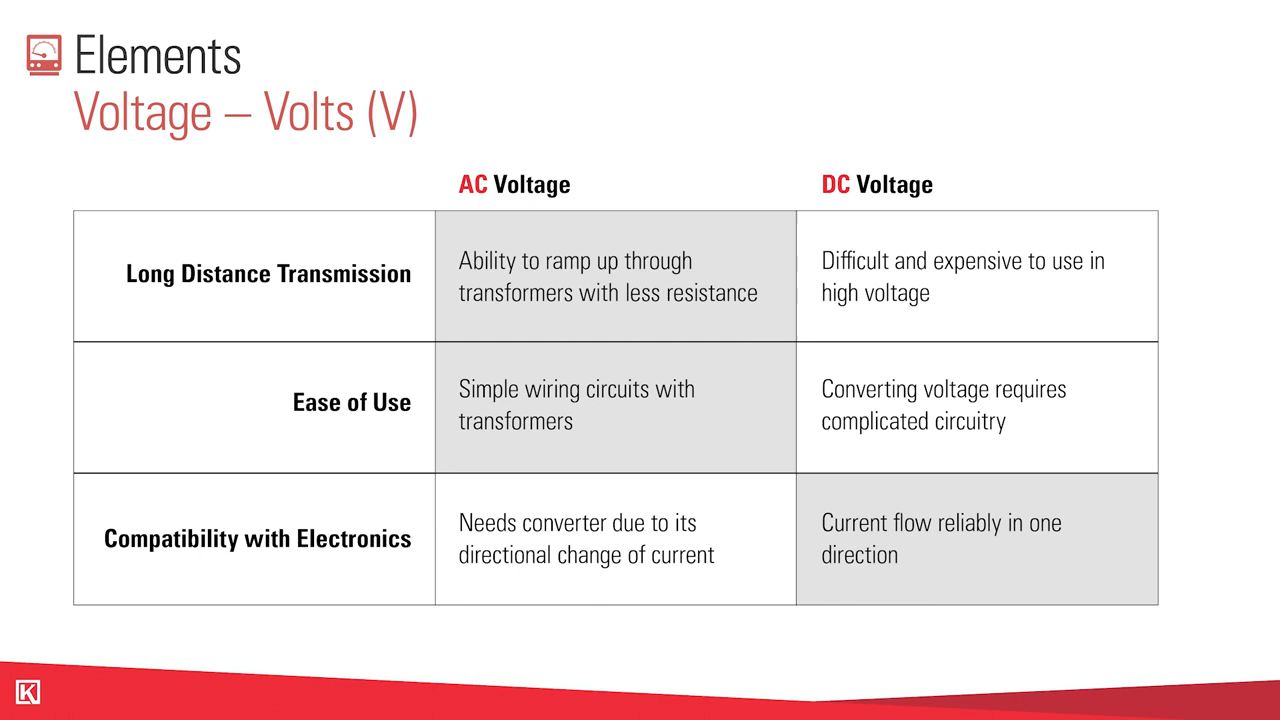 Elements
Voltage – Volts (V)
AC Voltage
DC Voltage
Long Distance Transmission
Ability to ramp up through
transformers with less resistance
Difficult and expensive to use in
high voltage
Ease of Use
Simple wiring circuits with
transformers
Converting voltage requires
complicated circuitry
Compatibility with Electronics
Needs converter due to its
directional change of current
Current flow reliably in one
direction
K